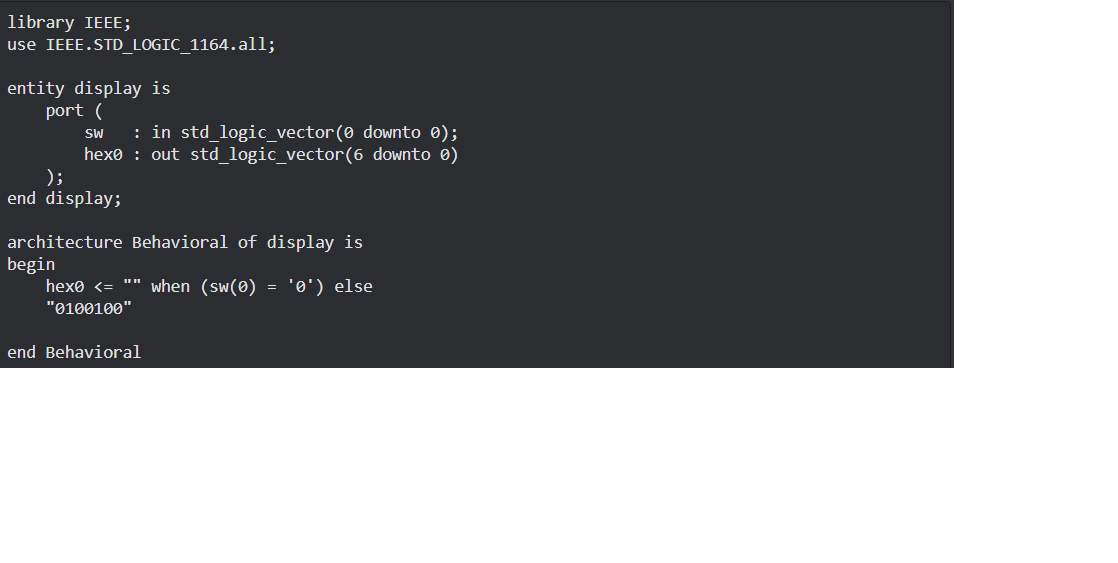 library IEEE;
use IEEE.STD_LOGIC_1164.all;
entity display is
port (
sw : in std_logic_vector(0 downto 0);
hex0 : out std_logic_vector(6 downto 0)
);
end display;
architecture Behavioral of display is
begin
hex0 <= "" when (sw(0) = '0') else
"0100100"
end Behavioral